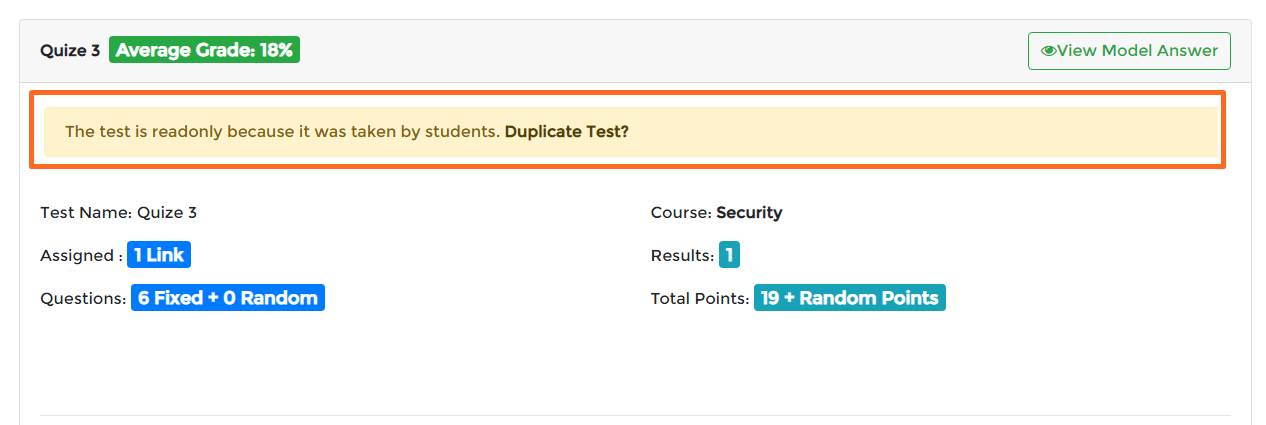 Quize 3 Average Grade: 18% View Model Answer
The test is readonly because it was taken by students. Duplicate Test?
Test Name: Quize 3 Course: Security
Assigned : 1 Link Results: 1
Questions: 6 Fixed + 0 Random Total Points: 19 + Random Points